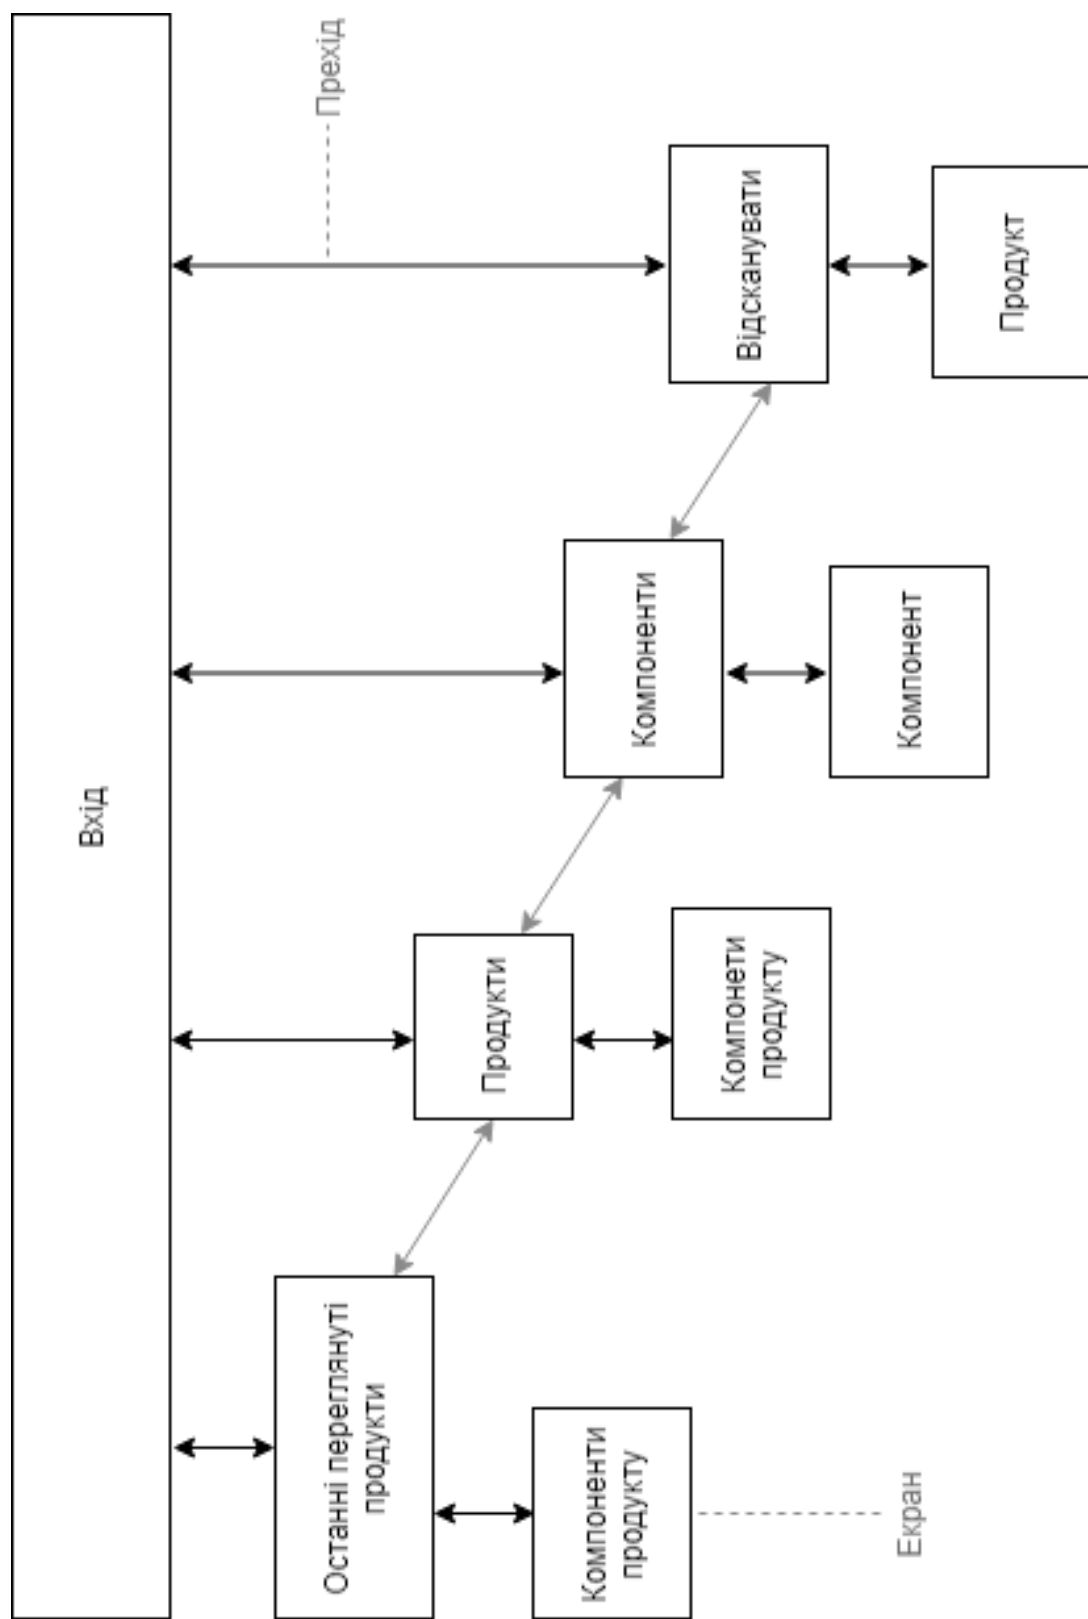 Вхід
Прехід
Останні переглянуті
продукти
Продукти
Компоненти
Відсканувати
Компоненти
продукту
Компонети
продукту
Компонент
Продукт
Екран